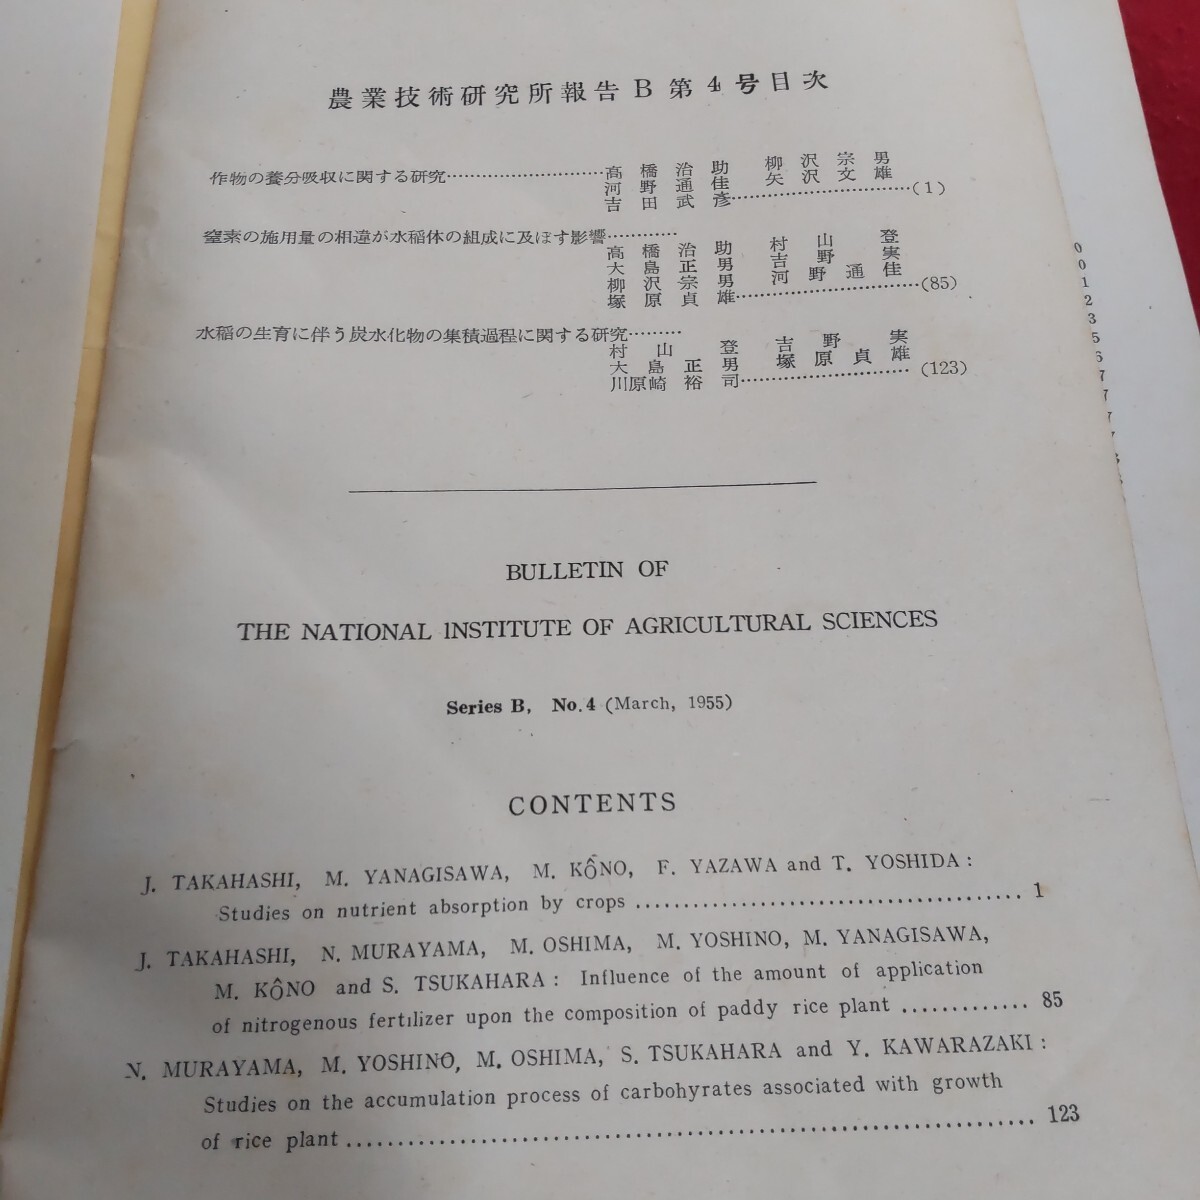 農業技術研究所報告B第4号目次
作物の養分吸収に関する研究…………………………高橋治助 柳沢宗男
河野通佳 矢沢文雄
吉田武彦……………………………(1)
窒素の施用量の相違が水稲体の組成に及ぼす影響…………
高橋治助 村山登
大島正男 吉野実
柳沢宗男 河野通佳
塚原貞雄……………………………(85)
水稲の生育に伴う炭水化物の集積過程に関する研究………
村山登 吉野実
大島正男 塚原貞雄
川原崎裕司…………………………(123)
BULLETIN OF
THE NATIONAL INSTITUTE OF AGRICULTURAL SCIENCES
Series B, No.4 (March, 1955)
CONTENTS
J. TAKAHASHI, M. YANAGISAWA, M. KÔNO, F. YAZAWA and T. YOSHIDA:
Studies on nutrient absorption by crops ........................................ 1
J. TAKAHASHI, N. MURAYAMA, M. OSHIMA, M. YOSHINO, M. YANAGISAWA,
M. KÔNO and S. TSUKAHARA: Influence of the amount of application
of nitrogenous fertilizer upon the composition of paddy rice plant ............. 85
N. MURAYAMA, M. YOSHINO, M. OSHIMA, S. TSUKAHARA and Y. KAWARAZAKI:
Studies on the accumulation process of carbohyrates associated with growth
of rice plant ................................................................... 123
0
0
1
2
3
5
6
7